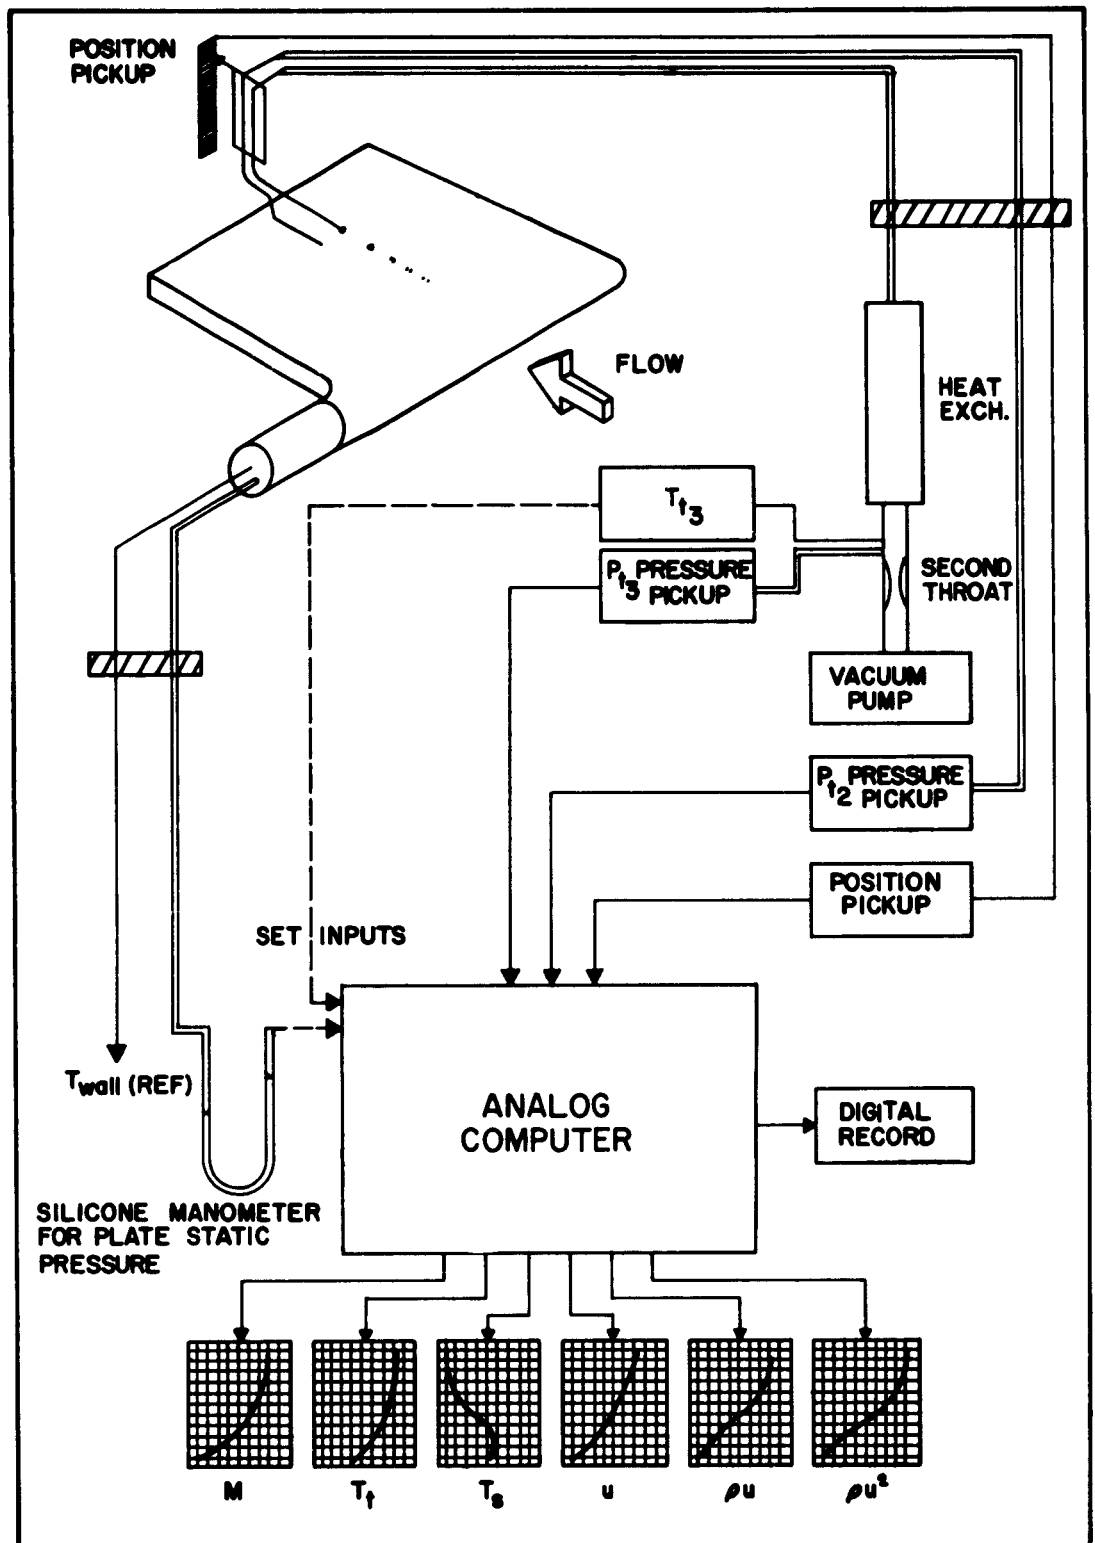 POSITION
PICKUP
FLOW
HEAT
EXCH.
Tt3
Pt3 PRESSURE
PICKUP
SECOND
THROAT
VACUUM
PUMP
Pt2 PRESSURE
PICKUP
POSITION
PICKUP
SET INPUTS
Twall (REF)
ANALOG
COMPUTER
DIGITAL
RECORD
SILICONE MANOMETER
FOR PLATE STATIC
PRESSURE
M
Tt
Ts
u
ρu
ρu²